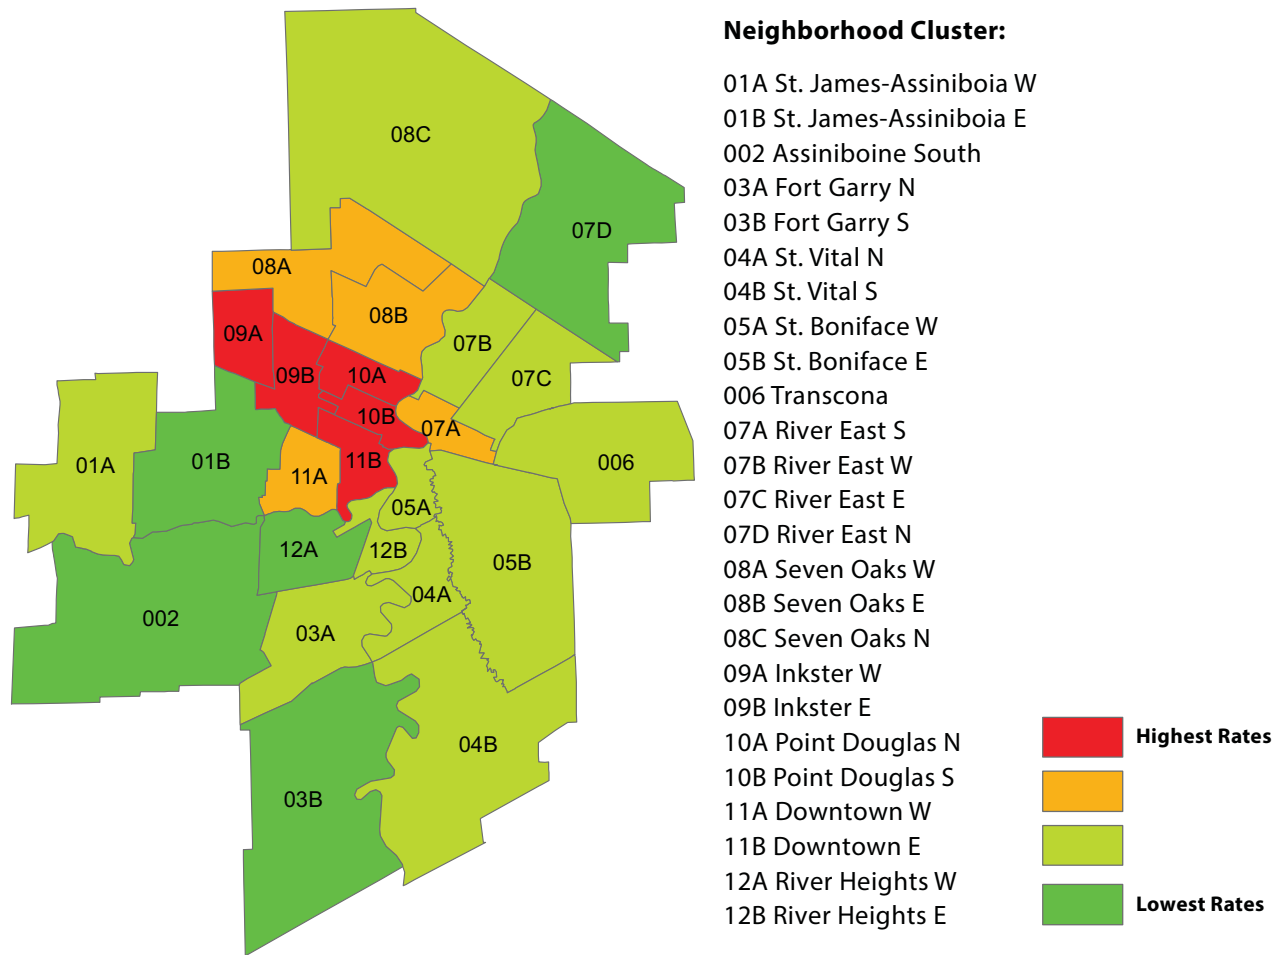 Neighborhood Cluster:
01A St. James-Assiniboia W
01B St. James-Assiniboia E
002 Assiniboine South
03A Fort Garry N
03B Fort Garry S
04A St. Vital N
04B St. Vital S
05A St. Boniface W
05B St. Boniface E
006 Transcona
07A River East S
07B River East W
07C River East E
07D River East N
08A Seven Oaks W
08B Seven Oaks E
08C Seven Oaks N
09A Inkster W
09B Inkster E
10A Point Douglas N
10B Point Douglas S
11A Downtown W
11B Downtown E
12A River Heights W
12B River Heights E
Highest Rates
Lowest Rates
08C
07D
08A
08B
09A
07B
09B
10A
07C
10B
07A
01A
01B
11B
11A
006
05A
12A
12B
05B
04A
002
03A
04B
03B